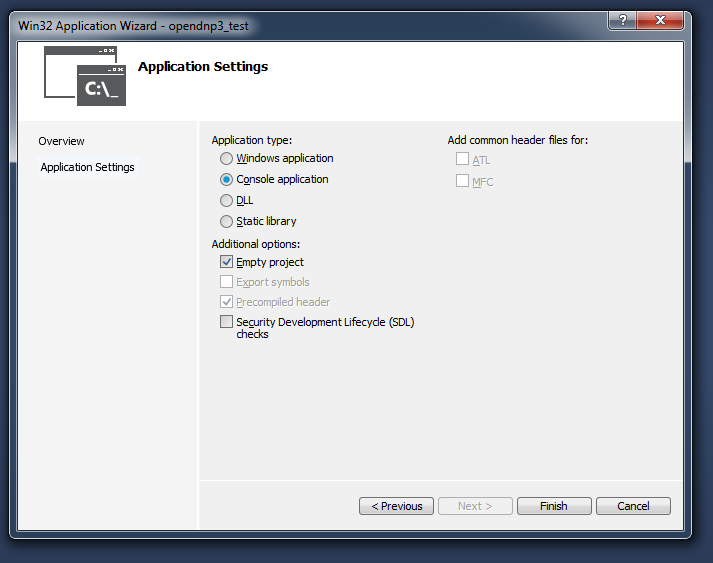 Win32 Application Wizard - opendnp3_test
?
C:\_
Application Settings
Overview
Application Settings
Application type:
Windows application
Console application
DLL
Static library
Additional options:
Empty project
Export symbols
Precompiled header
Security Development Lifecycle (SDL)
checks
Add common header files for:
ATL
MFC
< Previous
Next >
Finish
Cancel